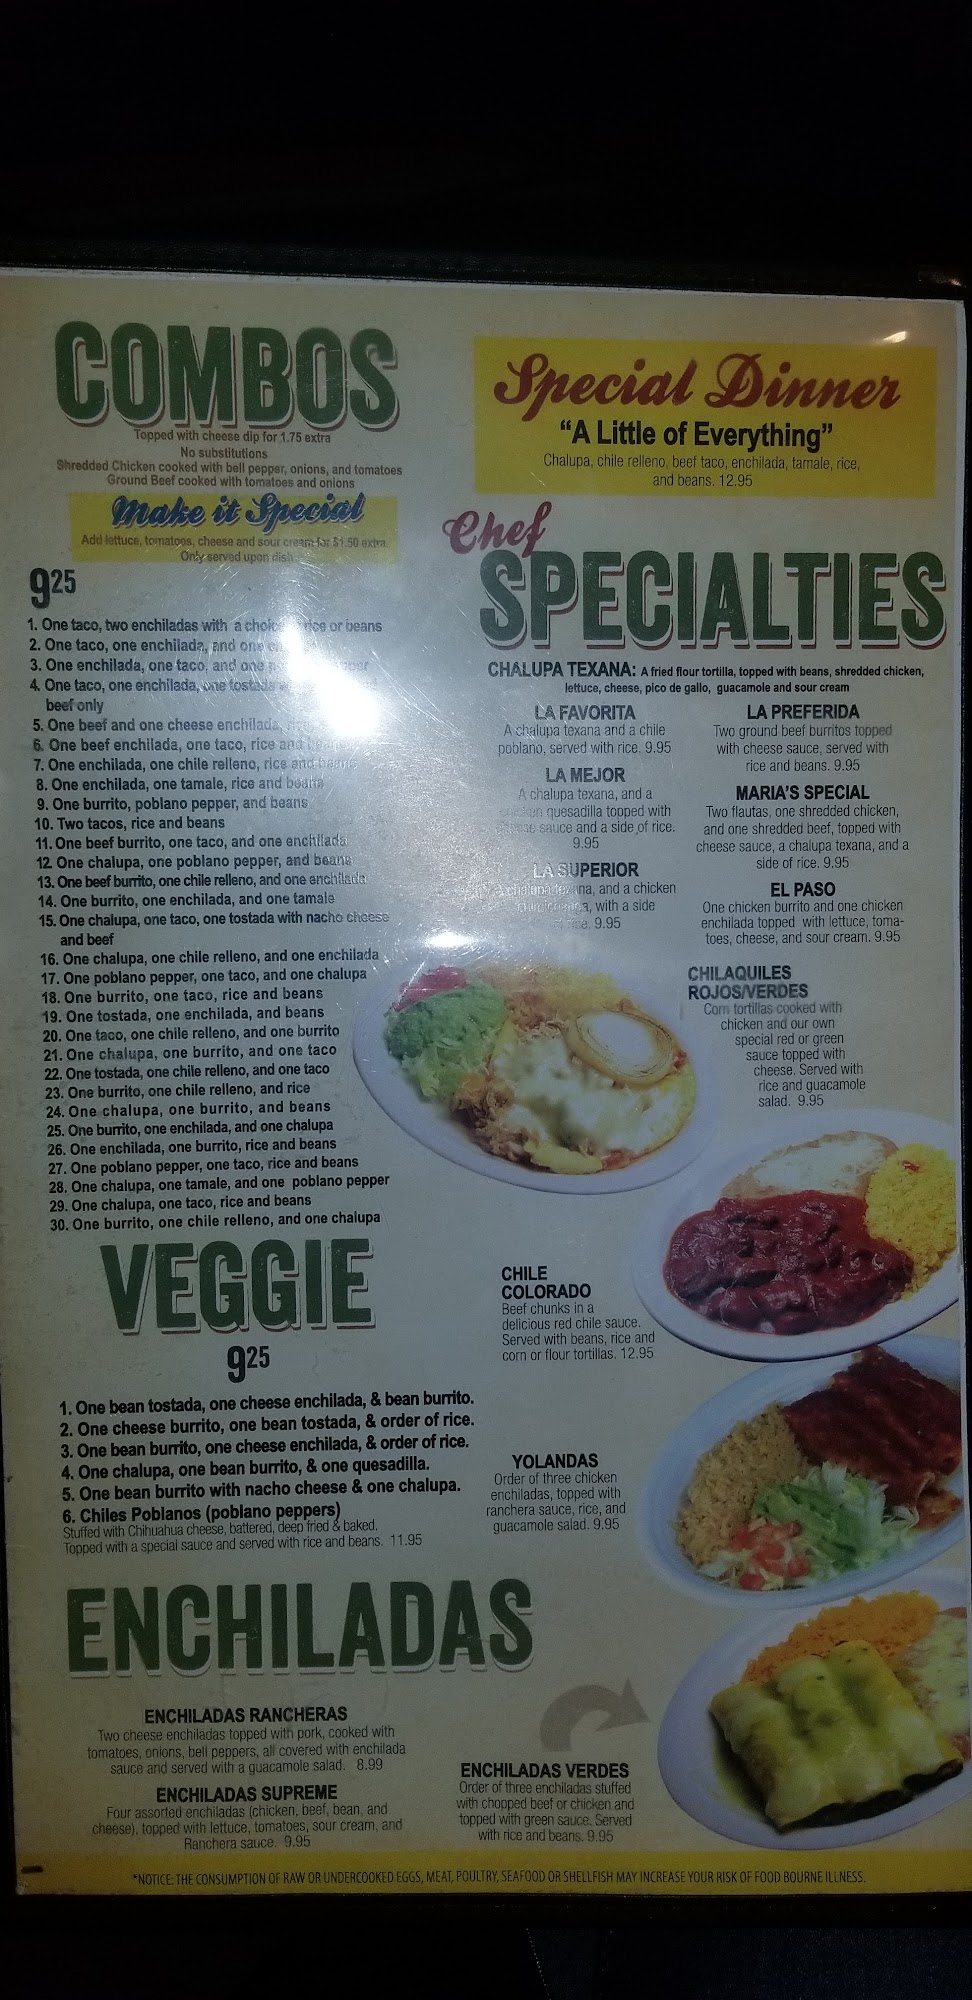 COMBOS
Topped with cheese dip for 1.75 extra
No substitutions
Shredded Chicken cooked with bell pepper, onions, and tomatoes
Ground Beef cooked with tomatoes and onions
Make it Special
Add lettuce, tomatoes, cheese and sour cream for $1.50 extra.
Only served upon dish
925
1. One taco, two enchiladas with a choice rice or beans
2. One taco, one enchilada, and one
3. One enchilada, one taco, and one
4. One taco, one enchilada, one tostada
beef only
5. One beef and one cheese enchilada,
6. One beef enchilada, one taco, rice and beans
7. One enchilada, one chile relleno, rice and beans
8. One enchilada, one tamale, rice and beans
9. One burrito, poblano pepper, and beans
10. Two tacos, rice and beans
11. One beef burrito, one taco, and one enchilada
12. One chalupa, one poblano pepper, and beans
13. One beef burrito, one chile relleno, and one enchilada
14. One burrito, one enchilada, and one tamale
15. One chalupa, one taco, one tostada with nacho cheese
and beef
16. One chalupa, one chile relleno, and one enchilada
17. One poblano pepper, one taco, and one chalupa
18. One burrito, one taco, rice and beans
19. One tostada, one enchilada, and beans
20. One taco, one chile relleno, and one burrito
21. One chalupa, one burrito, and one taco
22. One tostada, one chile relleno, and one taco
23. One burrito, one chile relleno, and rice
24. One chalupa, one burrito, and beans
25. One burrito, one enchilada, and one chalupa
26. One enchilada, one burrito, rice and beans
27. One poblano pepper, one taco, rice and beans
28. One chalupa, one tamale, and one poblano pepper
29. One chalupa, one taco, rice and beans
30. One burrito, one chile relleno, and one chalupa
VEGGIE
925
1. One bean tostada, one cheese enchilada, & bean burrito.
2. One cheese burrito, one bean tostada, & order of rice.
3. One bean burrito, one cheese enchilada, & order of rice.
4. One chalupa, one bean burrito, & one quesadilla.
5. One bean burrito with nacho cheese & one chalupa.
6. Chiles Poblanos (poblano peppers)
Stuffed with Chihuahua cheese, battered, deep fried & baked.
Topped with a special sauce and served with rice and beans. 11.95
ENCHILADAS
ENCHILADAS RANCHERAS
Two cheese enchiladas topped with pork, cooked with
tomatoes, onions, bell peppers, all covered with enchilada
sauce and served with a guacamole salad. 8.99
ENCHILADAS SUPREME
Four assorted enchiladas (chicken, beef, bean, and
cheese), topped with lettuce, tomatoes, sour cream, and
Ranchera sauce. 9.95
ENCHILADAS VERDES
Order of three enchiladas stuffed
with chopped beef or chicken and
topped with green sauce. Served
with rice and beans. 9.95
Special Dinner
"A Little of Everything"
Chalupa, chile relleno, beef taco, enchilada, tamale, rice,
and beans. 12.95
Chef
SPECIALTIES
CHALUPA TEXANA: A fried flour tortilla, topped with beans, shredded chicken,
lettuce, cheese, pico de gallo, guacamole and sour cream
LA FAVORITA
A chalupa texana and a chile
poblano, served with rice. 9.95
LA MEJOR
A chalupa texana, and a
chicken quesadilla topped with
cheese sauce and a side of rice.
9.95
LA SUPERIOR
A chalupa texana, and a chicken
with a side
rice. 9.95
LA PREFERIDA
Two ground beef burritos topped
with cheese sauce, served with
rice and beans. 9.95
MARIA'S SPECIAL
Two flautas, one shredded chicken,
and one shredded beef, topped with
cheese sauce, a chalupa texana, and a
side of rice. 9.95
EL PASO
One chicken burrito and one chicken
enchilada topped with lettuce, toma-
toes, cheese, and sour cream. 9.95
CHILAQUILES
ROJOS/VERDES
Corn tortillas cooked with
chicken and our own
special red or green
sauce topped with
cheese. Served with
rice and guacamole
salad. 9.95
CHILE
COLORADO
Beef chunks in a
delicious red chile sauce.
Served with beans, rice and
corn or flour tortillas. 12.95
YOLANDAS
Order of three chicken
enchiladas, topped with
ranchera sauce, rice, and
guacamole salad. 9.95
*NOTICE: THE CONSUMPTION OF RAW OR UNDERCOOKED EGGS, MEAT, POULTRY, SEAFOOD OR SHELLFISH MAY INCREASE YOUR RISK OF FOOD BOURNE ILLNESS.